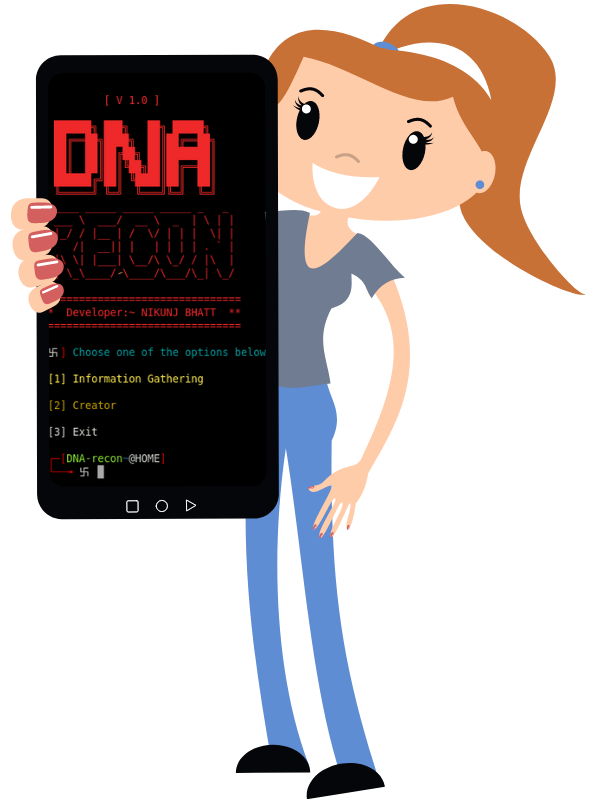 [ V 1.0 ]
DNA
RECON
==============================
* Developer:~ NIKUNJ BHATT **
==============================
卐] Choose one of the options below
[1] Information Gathering
[2] Creator
[3] Exit
[DNA-recon~@HOME]
卐